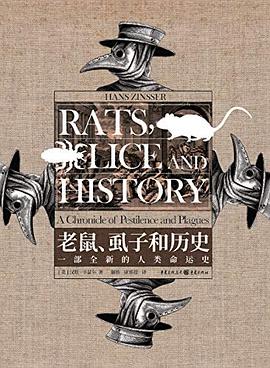 HANS ZINSSER
RATS,
LICE, AND
HISTORY
A Chronicle of Pestilence and Plagues
老鼠、虱子和历史
一部全新的人类命运史